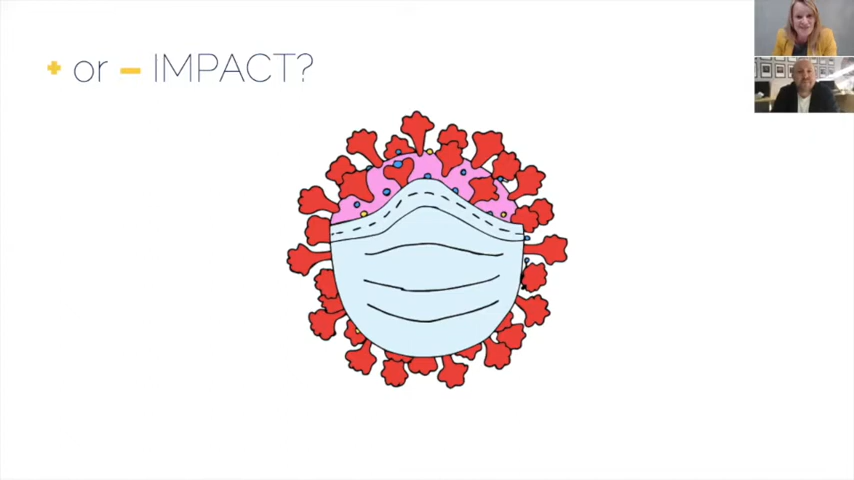 + or – IMPACT?